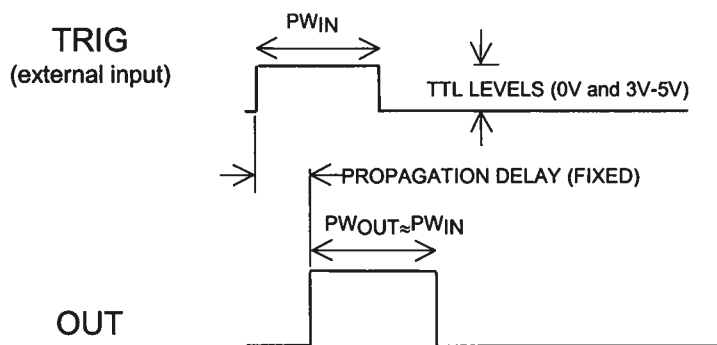 PWIN
TRIG
(external input)
TTL LEVELS (0V and 3V-5V)
PROPAGATION DELAY (FIXED)
PWOUT≈PWIN
OUT